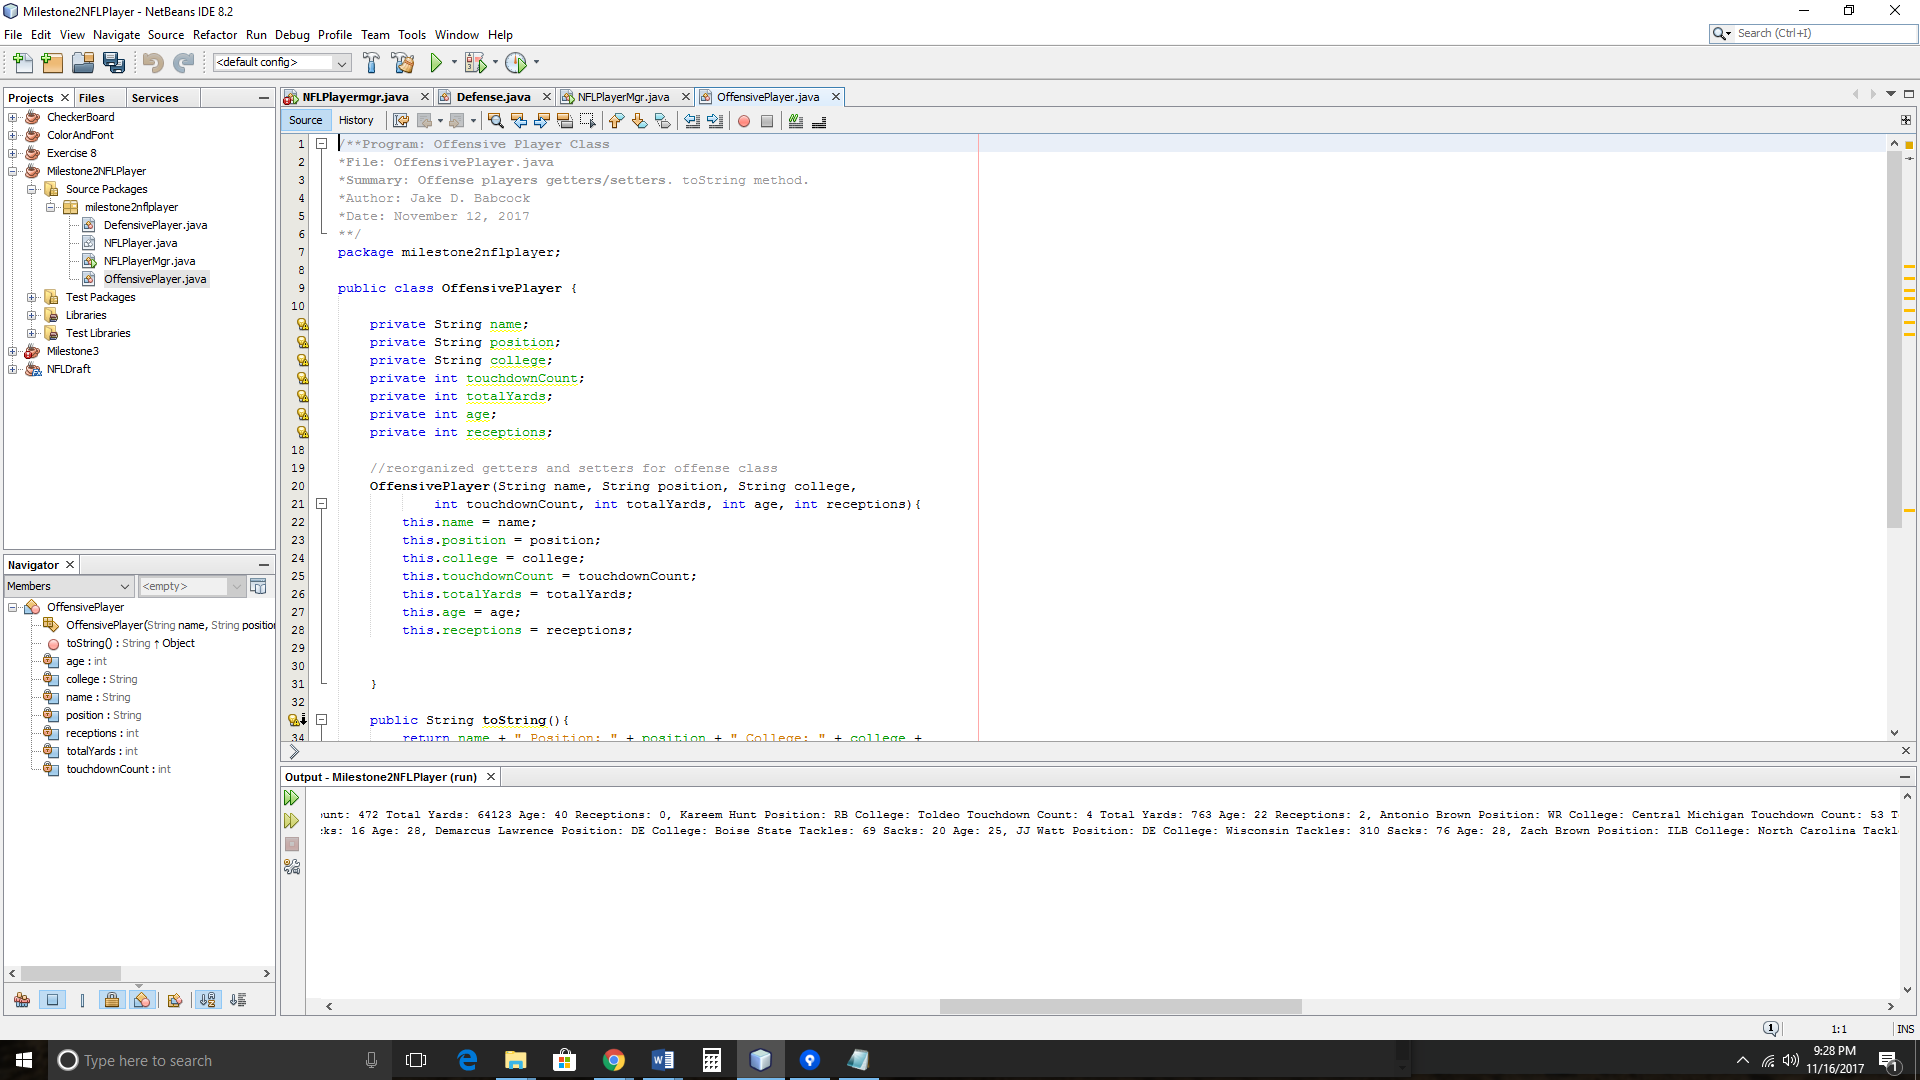 Milestone2NFLPlayer - NetBeans IDE 8.2
File Edit View Navigate Source Refactor Run Debug Profile Team Tools Window Help
Search (Ctrl+I)
<default config>
Projects Files Services
CheckerBoard
ColorAndFont
Exercise 8
Milestone2NFLPlayer
Source Packages
milestone2nflplayer
DefensivePlayer.java
NFLPlayer.java
NFLPlayerMgr.java
OffensivePlayer.java
Test Packages
Libraries
Test Libraries
Milestone3
NFLDraft
Navigator
Members <empty>
OffensivePlayer
OffensivePlayer(String name, String positio
toString() : String ↑ Object
age : int
college : String
name : String
position : String
receptions : int
totalYards : int
touchdownCount : int
NFLPlayermgr.java Defense.java NFLPlayerMgr.java OffensivePlayer.java
Source History
1 /**Program: Offensive Player Class
2 *File: OffensivePlayer.java
3 *Summary: Offense players getters/setters. toString method.
4 *Author: Jake D. Babcock
5 *Date: November 12, 2017
6 **/
7 package milestone2nflplayer;
8
9 public class OffensivePlayer {
10
private String name;
private String position;
private String college;
private int touchdownCount;
private int totalYards;
private int age;
private int receptions;
18
19 //reorganized getters and setters for offense class
20 OffensivePlayer(String name, String position, String college,
21 int touchdownCount, int totalYards, int age, int receptions){
22 this.name = name;
23 this.position = position;
24 this.college = college;
25 this.touchdownCount = touchdownCount;
26 this.totalYards = totalYards;
27 this.age = age;
28 this.receptions = receptions;
29
30
31 }
32
public String toString(){
34 return name + " Position: " + position + " College: " + college +
Output - Milestone2NFLPlayer (run)
ount: 472 Total Yards: 64123 Age: 40 Receptions: 0, Kareem Hunt Position: RB College: Toldeo Touchdown Count: 4 Total Yards: 763 Age: 22 Receptions: 2, Antonio Brown Position: WR College: Central Michigan Touchdown Count: 53 T
cks: 16 Age: 28, Demarcus Lawrence Position: DE College: Boise State Tackles: 69 Sacks: 20 Age: 25, JJ Watt Position: DE College: Wisconsin Tackles: 310 Sacks: 76 Age: 28, Zach Brown Position: ILB College: North Carolina Tackl
1 1:1 INS
Type here to search
9:28 PM
11/16/2017
1